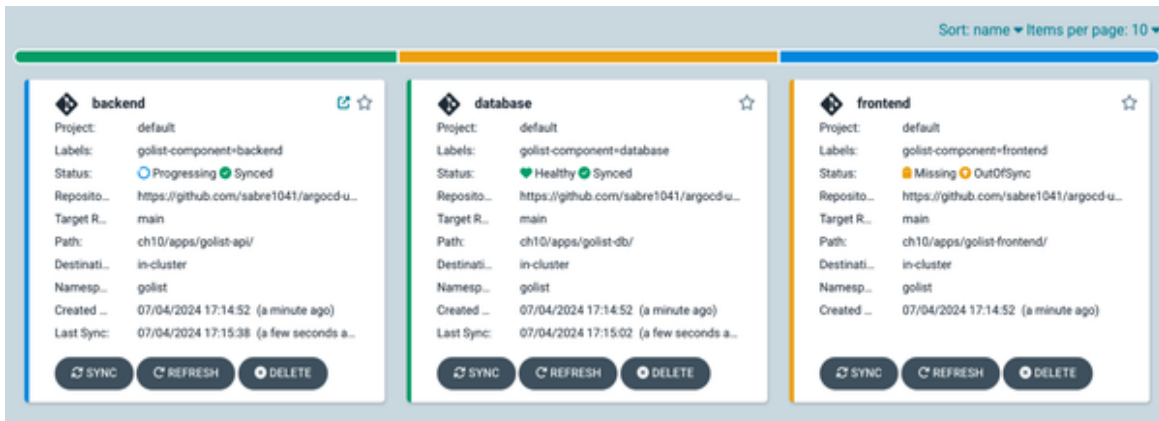 Sort: name Items per page: 10
backend
Project: default
Labels: golist-component=backend
Status: Progressing Synced
Reposito... https://github.com/sabre1041/argocd-u...
Target R... main
Path: ch10/apps/golist-api/
Destinati... in-cluster
Namesp... golist
Created ... 07/04/2024 17:14:52 (a minute ago)
Last Sync: 07/04/2024 17:15:38 (a few seconds a...
SYNC REFRESH DELETE
database
Project: default
Labels: golist-component=database
Status: Healthy Synced
Reposito... https://github.com/sabre1041/argocd-u...
Target R... main
Path: ch10/apps/golist-db/
Destinati... in-cluster
Namesp... golist
Created ... 07/04/2024 17:14:52 (a minute ago)
Last Sync: 07/04/2024 17:15:02 (a few seconds a...
SYNC REFRESH DELETE
frontend
Project: default
Labels: golist-component=frontend
Status: Missing OutOfSync
Reposito... https://github.com/sabre1041/argocd-u...
Target R... main
Path: ch10/apps/golist-frontend/
Destinati... in-cluster
Namesp... golist
Created ... 07/04/2024 17:14:52 (a minute ago)
SYNC REFRESH DELETE